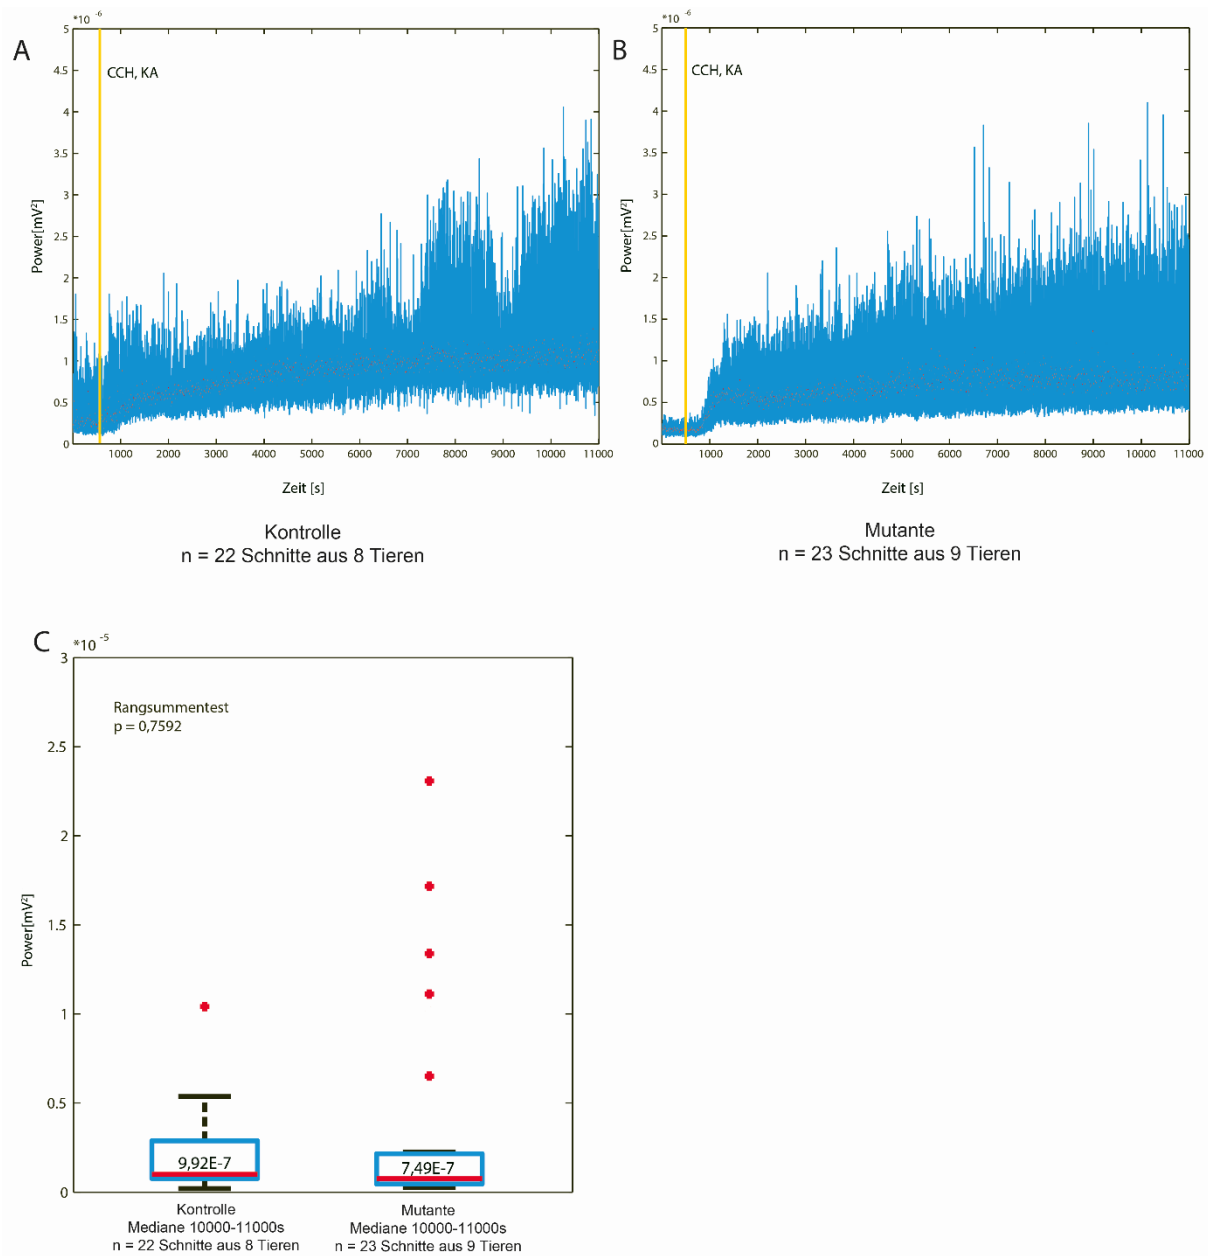 A
*10 -6
5
4.5
4
3.5
3
2.5
2
1.5
1
0.5
0
Power[mV²]
CCH, KA
1000 2000 3000 4000 5000 6000 7000 8000 9000 10000 11000
Zeit [s]
Kontrolle
n = 22 Schnitte aus 8 Tieren
B
*10 -6
5
4.5
4
3.5
3
2.5
2
1.5
1
0.5
0
Power[mV²]
CCH, KA
1000 2000 3000 4000 5000 6000 7000 8000 9000 10000 11000
Zeit [s]
Mutante
n = 23 Schnitte aus 9 Tieren
C
*10 -5
3
2.5
2
1.5
1
0.5
0
Power[mV²]
Rangsummentest
p = 0,7592
9,92E-7
7,49E-7
Kontrolle
Mediane 10000-11000s
n = 22 Schnitte aus 8 Tieren
Mutante
Mediane 10000-11000s
n = 23 Schnitte aus 9 Tieren